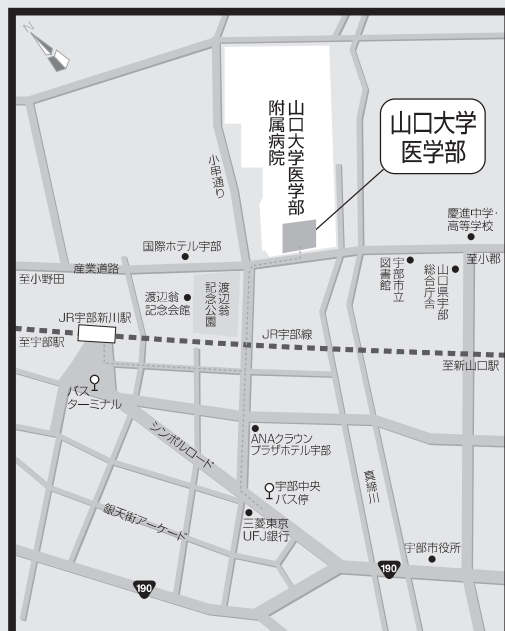 N
山口大学医学部
附属病院
山口大学
医学部
小串通り
慶進中学・
高等学校
国際ホテル宇部
産業道路
至小野田
至小郡
宇部市立
図書館
山口県宇部
総合庁舎
渡辺翁
記念会館
渡辺翁
記念公園
JR宇部新川駅
至宇部駅
JR宇部線
至新山口駅
バス
ターミナル
シンボルロード
ANAクラウン
プラザホテル宇部
宇部中央
バス停
真締川
銀天街アーケード
三菱東京
UFJ銀行
宇部市役所
190
190